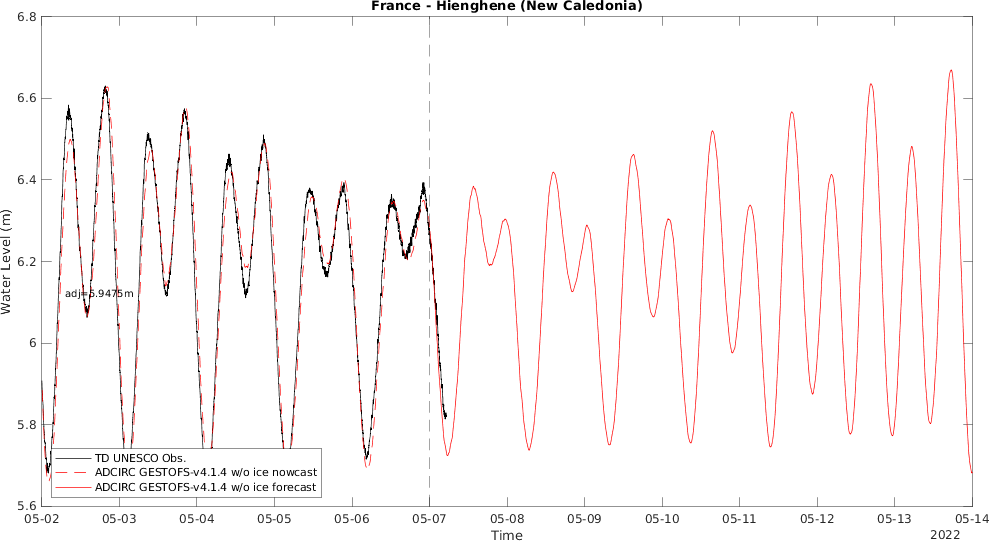 France - Hienghene (New Caledonia)
Water Level (m)
6.8
6.6
6.4
6.2
6
5.8
5.6
adj=5.9475m
TD UNESCO Obs.
ADCIRC GESTOFS-v4.1.4 w/o ice nowcast
ADCIRC GESTOFS-v4.1.4 w/o ice forecast
05-02 05-03 05-04 05-05 05-06 05-07 05-08 05-09 05-10 05-11 05-12 05-13 05-14
Time
2022